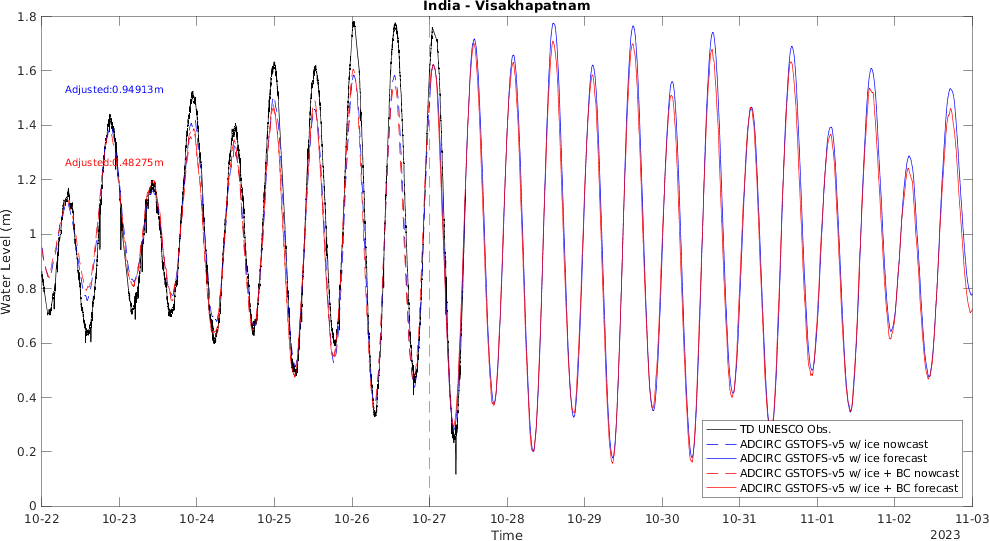 India - Visakhapatnam
1.8
1.6
1.4
1.2
1
0.8
0.6
0.4
0.2
0
Water Level (m)
Adjusted:0.94913m
Adjusted:0.48275m
TD UNESCO Obs.
ADCIRC GSTOFS-v5 w/ ice nowcast
ADCIRC GSTOFS-v5 w/ ice forecast
ADCIRC GSTOFS-v5 w/ ice + BC nowcast
ADCIRC GSTOFS-v5 w/ ice + BC forecast
10-22 10-23 10-24 10-25 10-26 10-27 10-28 10-29 10-30 10-31 11-01 11-02 11-03
Time
2023